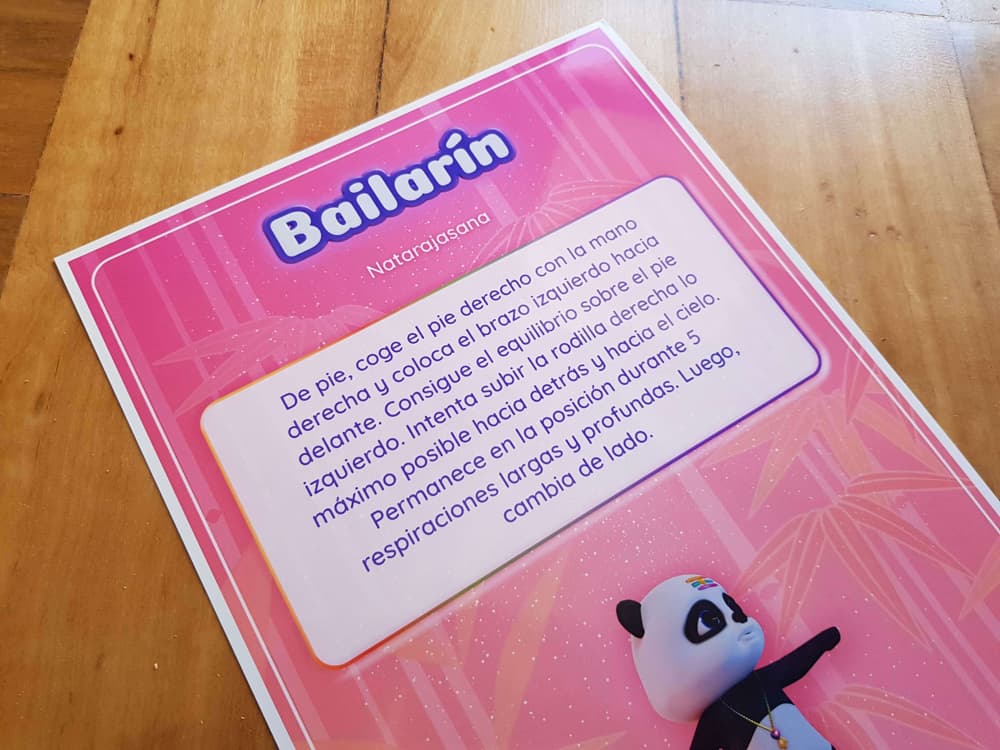 Bailarín
Natarajasana
De pie, coge el pie derecho con la mano
derecha y coloca el brazo izquierdo hacia
delante. Consigue el equilibrio sobre el pie
izquierdo. Intenta subir la rodilla derecha lo
máximo posible hacia detrás y hacia el cielo.
Permanece en la posición durante 5
respiraciones largas y profundas. Luego,
cambia de lado.